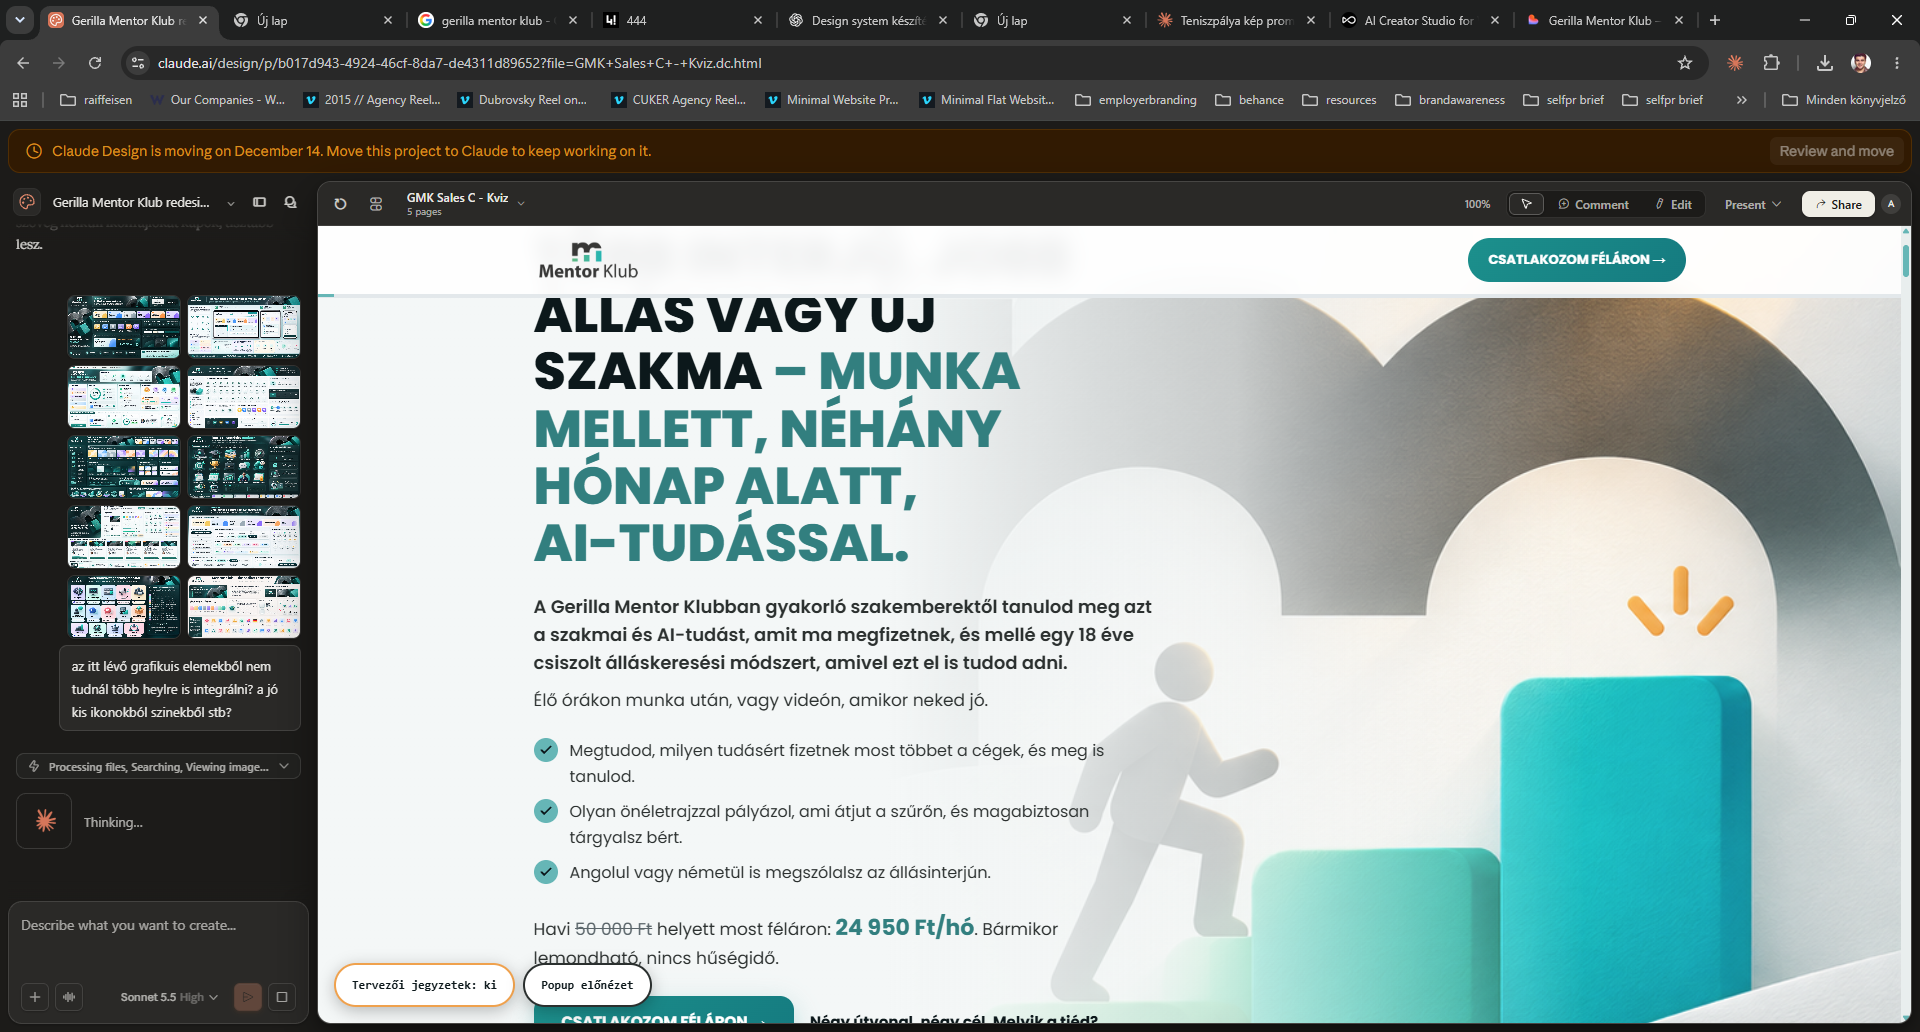 Gerilla Mentor Klub re
Új lap
gerilla mentor klub -
444
Design system készíté
Új lap
Teniszpálya kép prom
AI Creator Studio for
Gerilla Mentor Klub –
claude.ai/design/p/b017d943-4924-46cf-8da7-de4311d89652?file=GMK+Sales+C+-+Kviz.dc.html
raiffeisen
Our Companies - W...
2015 // Agency Reel...
Dubrovsky Reel on...
CUKER Agency Reel...
Minimal Website Pr...
Minimal Flat Websit...
employerbranding
behance
resources
brandawareness
selfpr brief
selfpr brief
Minden könyvjelző
Claude Design is moving on December 14. Move this project to Claude to keep working on it.
Review and move
Gerilla Mentor Klub redesi...
lesz.
az itt lévő grafikuis elemekból nem
tudnál több heylre is integrálni? a jó
kis ikonokból szinekből stb?
Processing files, Searching, Viewing image...
Thinking...
Describe what you want to create...
Sonnet 5.5 High
GMK Sales C - Kviz
5 pages
100%
Comment
Edit
Present
Share
A
Mentor Klub
CSATLAKOZOM FÉLÁRON →
ÁLLÁS VAGY ÚJ
SZAKMA – MUNKA
MELLETT, NÉHÁNY
HÓNAP ALATT,
AI-TUDÁSSAL.
A Gerilla Mentor Klubban gyakorló szakemberektől tanulod meg azt
a szakmai és AI-tudást, amit ma megfizetnek, és mellé egy 18 éve
csiszolt álláskeresési módszert, amivel ezt el is tudod adni.
Élő órákon munka után, vagy videón, amikor neked jó.
Megtudod, milyen tudásért fizetnek most többet a cégek, és meg is
tanulod.
Olyan önéletrajzzal pályázol, ami átjut a szűrőn, és magabiztosan
tárgyalsz bért.
Angolul vagy németül is megszólalsz az állásinterjún.
Havi 50 000 Ft helyett most féláron: 24 950 Ft/hó. Bármikor
lemondható, nincs hűségidő.
Tervezői jegyzetek: ki
Popup előnézet
CSATLAKOZOM FÉLÁRON →
Négy útvonal, négy cél. Melyik a tiéd?